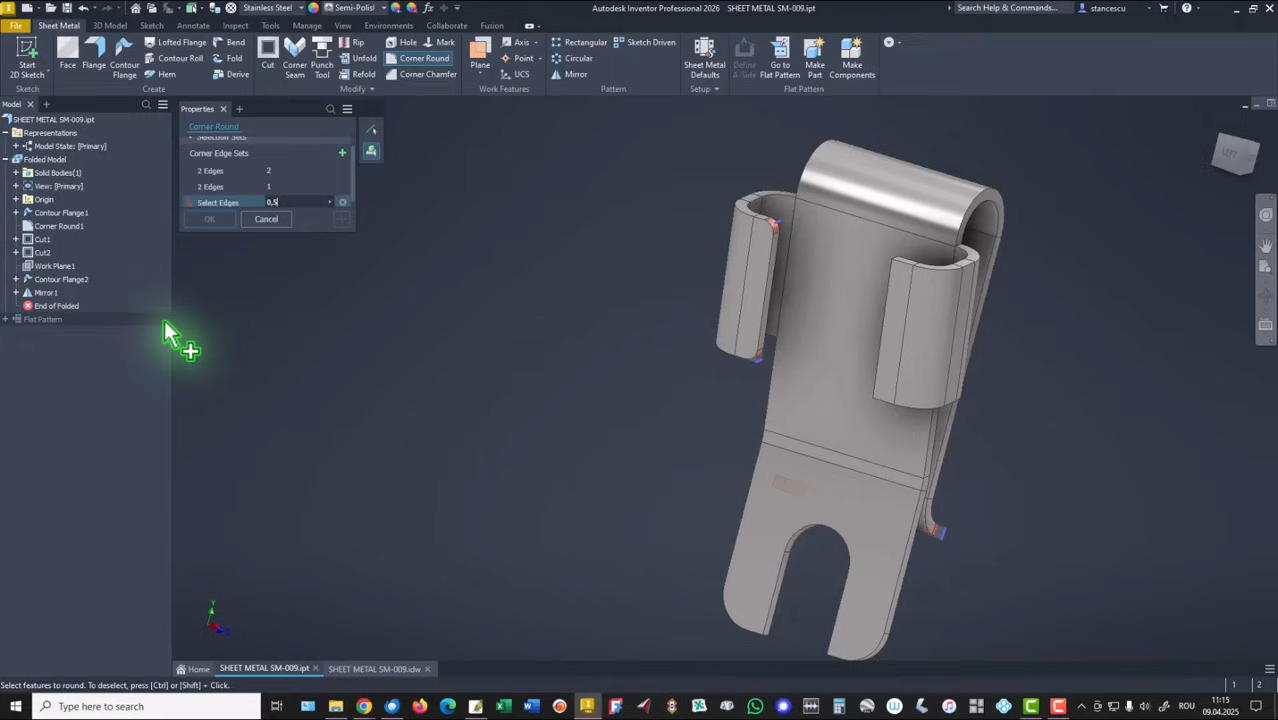 Stainless Steel
Semi-Polisl
Autodesk Inventor Professional 2026   SHEET METAL SM-009.ipt
Search Help & Commands...
stancescu
File
Sheet Metal
3D Model
Sketch
Annotate
Inspect
Tools
Manage
View
Environments
Collaborate
Fusion
Start
2D Sketch
Face
Flange
Contour
Flange
Lofted Flange
Contour Roll
Hem
Bend
Fold
Derive
Cut
Corner
Seam
Punch
Tool
Rip
Unfold
Refold
Hole
Mark
Corner Round
Corner Chamfer
Plane
Axis
Point
UCS
Rectangular
Sketch Driven
Circular
Mirror
Sheet Metal
Defaults
Define
A-Side
Go to
Flat Pattern
Make
Part
Make
Components
Sketch
Create
Modify
Work Features
Pattern
Setup
Flat Pattern
Model
SHEET METAL SM-009.ipt
Representations
Model State: [Primary]
Folded Model
Solid Bodies(1)
View: [Primary]
Origin
Contour Flange1
Corner Round1
Cut1
Cut2
Work Plane1
Contour Flange2
Mirror1
End of Folded
Flat Pattern
Properties
Corner Round
Selection Sets
Corner Edge Sets
2 Edges 2
2 Edges 1
Select Edges 0,5
OK
Cancel
LEFT
Y
Home
SHEET METAL SM-009.ipt
SHEET METAL SM-009.idw
Select features to round. To deselect, press [Ctrl] or [Shift] + Click.
1
2
Type here to search
ROU
11:15
09.04.2025